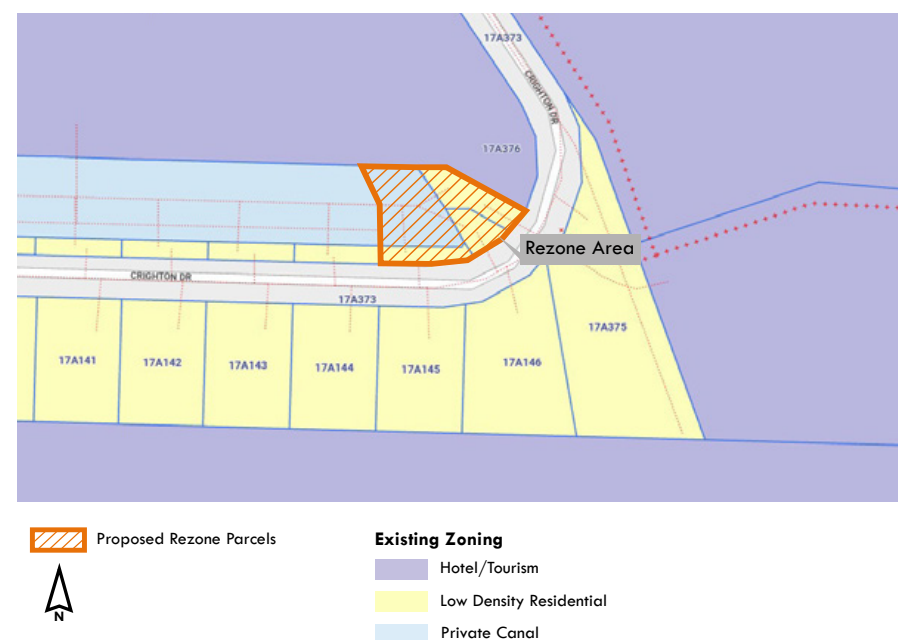 17A373
CRIGHTON DR
17A376
Rezone Area
CRIGHTON DR
17A373
17A375
17A141
17A142
17A143
17A144
17A145
17A146
Proposed Rezone Parcels
N
Existing Zoning
Hotel/Tourism
Low Density Residential
Private Canal